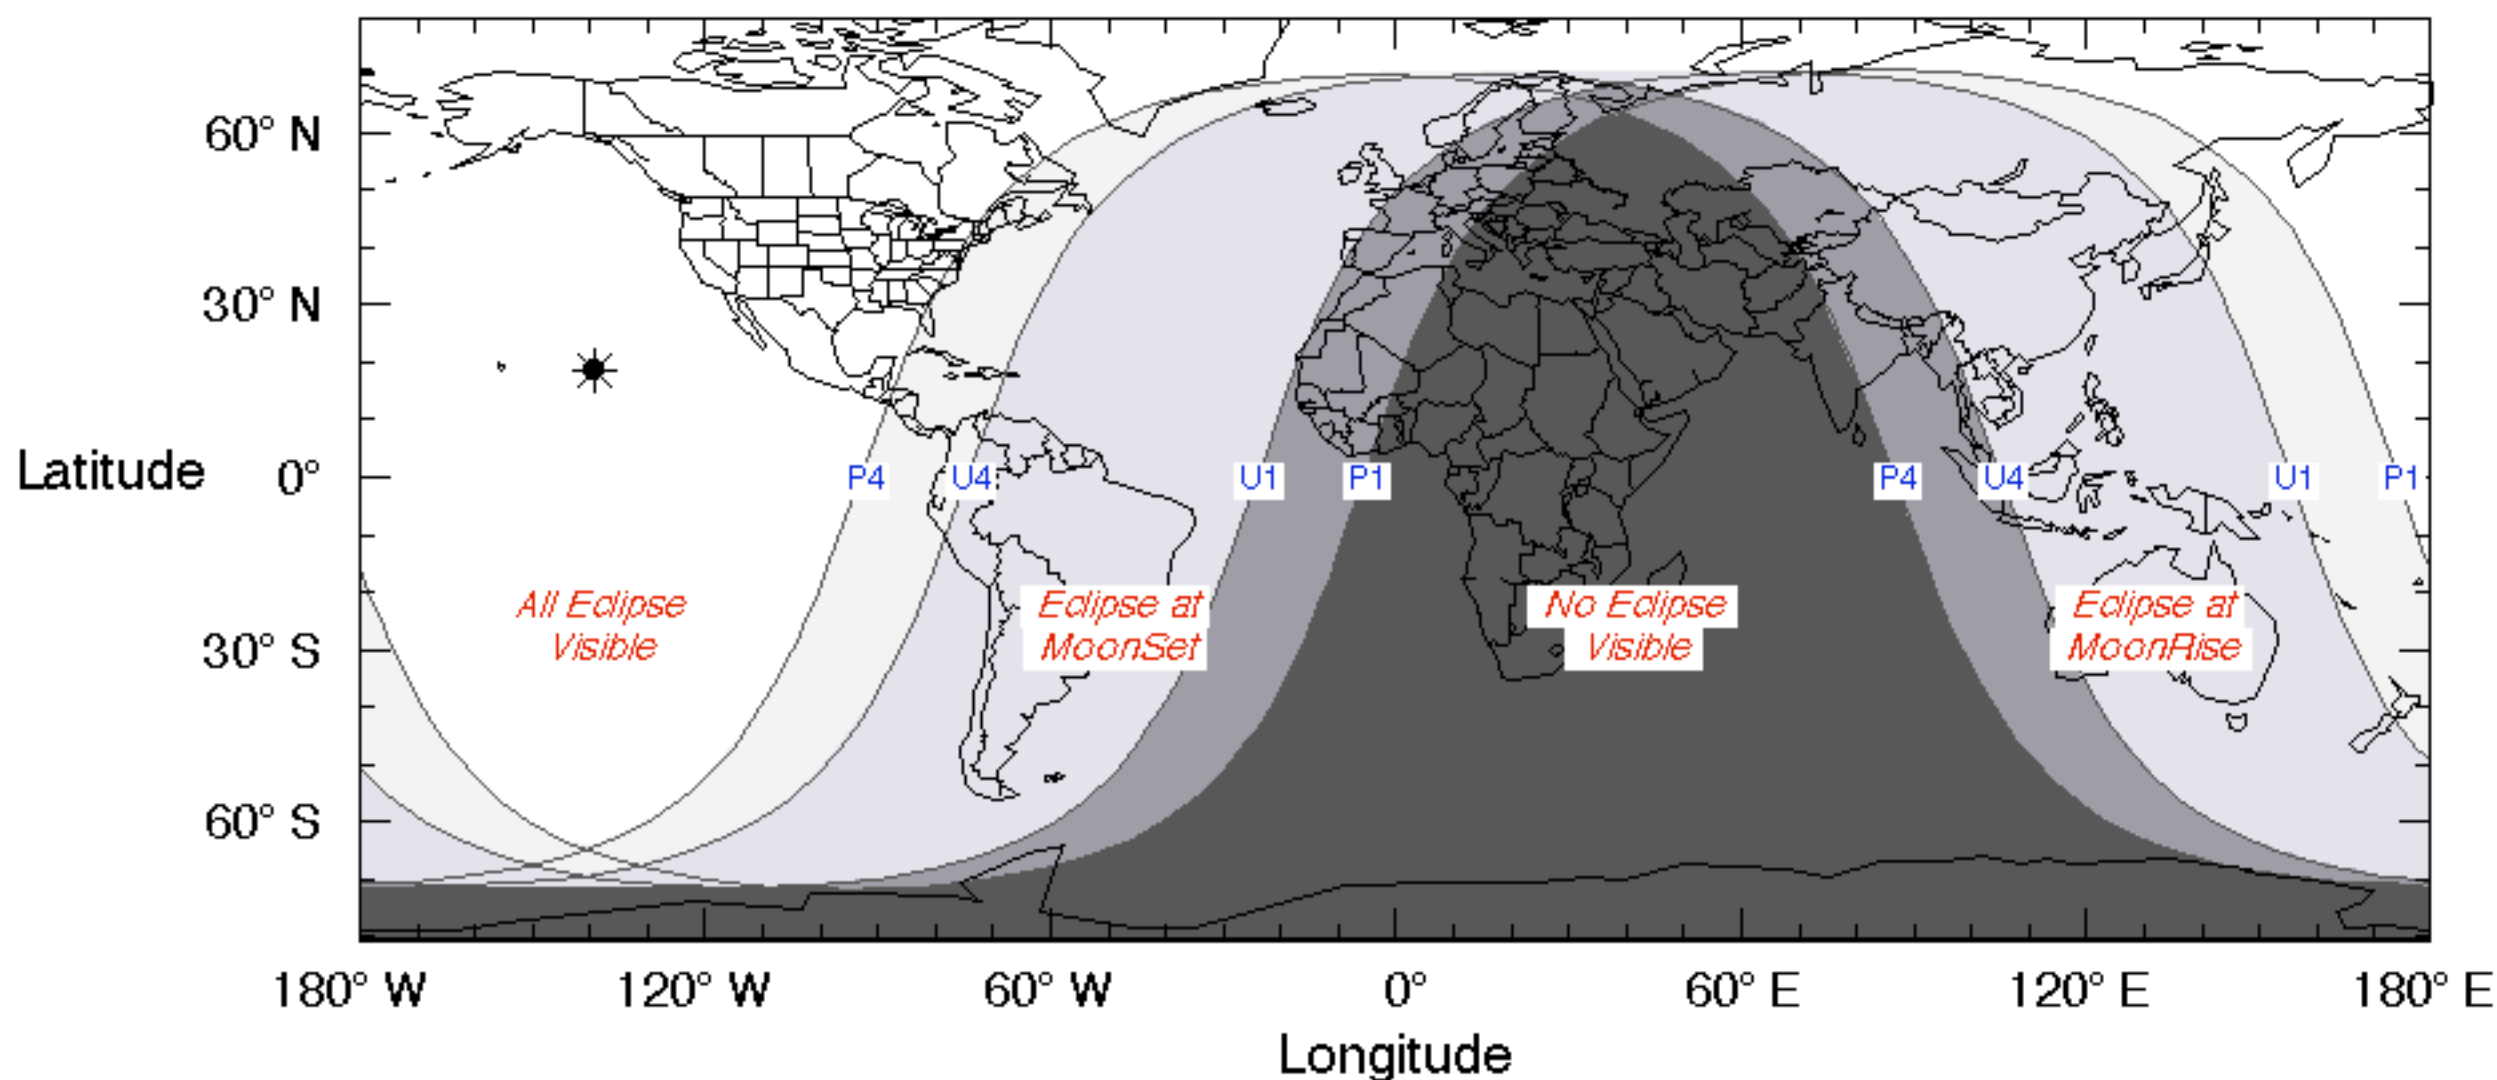 60° N
30° N
Latitude
0°
P4
U4
U1
P1
P4
U4
U1
P1
All Eclipse
Visible
Eclipse at
MoonSet
No Eclipse
Visible
Eclipse at
MoonRise
30° S
60° S
180° W
120° W
60° W
0°
60° E
120° E
180° E
Longitude